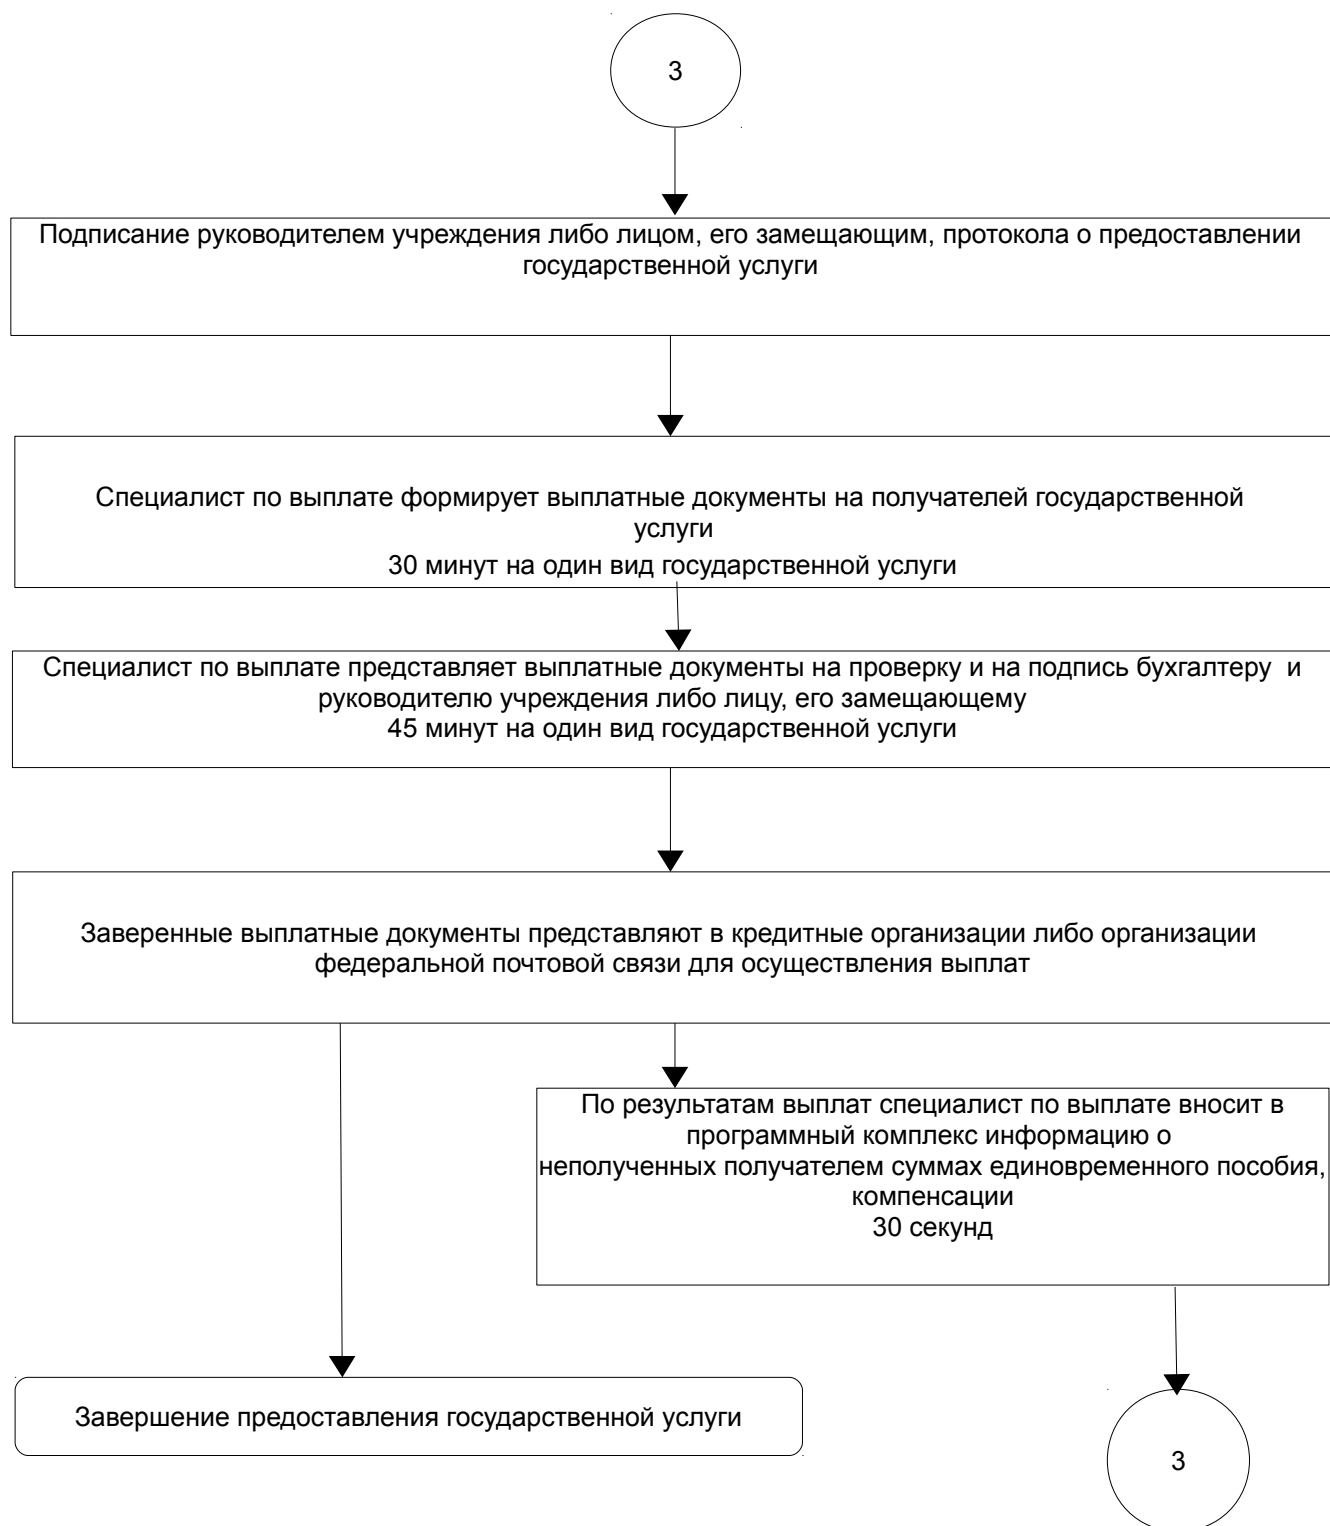 3
Подписание руководителем учреждения либо лицом, его замещающим, протокола о предоставлении
государственной услуги
Специалист по выплате формирует выплатные документы на получателей государственной
услуги
30 минут на один вид государственной услуги
Специалист по выплате представляет выплатные документы на проверку и на подпись бухгалтеру и
руководителю учреждения либо лицу, его замещающему
45 минут на один вид государственной услуги
Заверенные выплатные документы представляют в кредитные организации либо организации
федеральной почтовой связи для осуществления выплат
По результатам выплат специалист по выплате вносит в
программный комплекс информацию о
неполученных получателем суммах единовременного пособия,
компенсации
30 секунд
Завершение предоставления государственной услуги
3